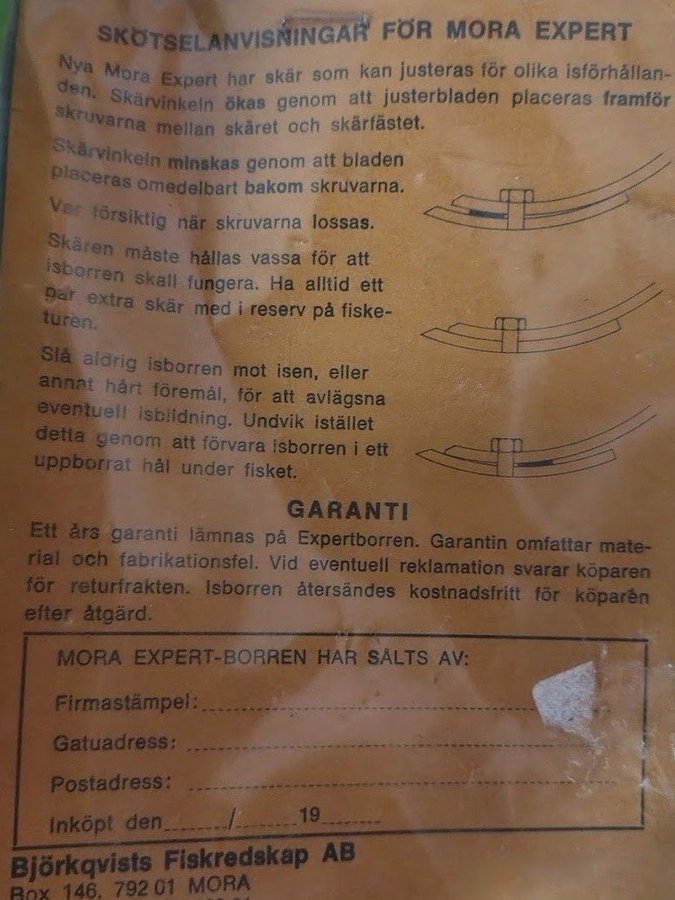 SKÖTSELANVISNINGAR FÖR MORA EXPERT
Nya Mora Expert har skär som kan justeras för olika isförhållan-
den. Skärvinkeln ökas genom att justerbladen placeras framför
skruvarna mellan skäret och skärfästet.
Skärvinkeln minskas genom att bladen
placeras omedelbart bakom skruvarna.
Var försiktig när skruvarna lossas.
Skären måste hållas vassa för att
isborren skall fungera. Ha alltid ett
par extra skär med i reserv på fiske-
turen.
Slå aldrig isborren mot isen, eller
annat hårt föremål, för att avlägsna
eventuell isbildning. Undvik istället
detta genom att förvara isborren i ett
uppborrat hål under fisket.
GARANTI
Ett års garanti lämnas på Expertborren. Garantin omfattar mate-
rial och fabrikationsfel. Vid eventuell reklamation svarar köparen
för returfrakten. Isborren återsändes kostnadsfritt för köparen
efter åtgärd.
MORA EXPERT-BORREN HAR SÅLTS AV:
Firmastämpel:
Gatuadress:
Postadress:
Inköpt den / 19
Björkqvists Fiskredskap AB
Box 146, 792 01 MORA